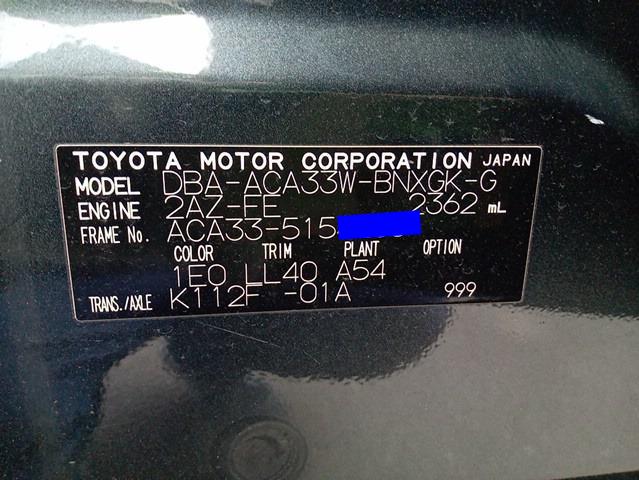 TOYOTA MOTOR CORPORATION JAPAN
MODEL DBA-ACA33W-BNXGK-G
ENGINE 2AZ-FE 2362 mL
FRAME No. ACA33-515
COLOR TRIM PLANT OPTION
1E0 LL40 A54
TRANS./AXLE K112F -01A 999